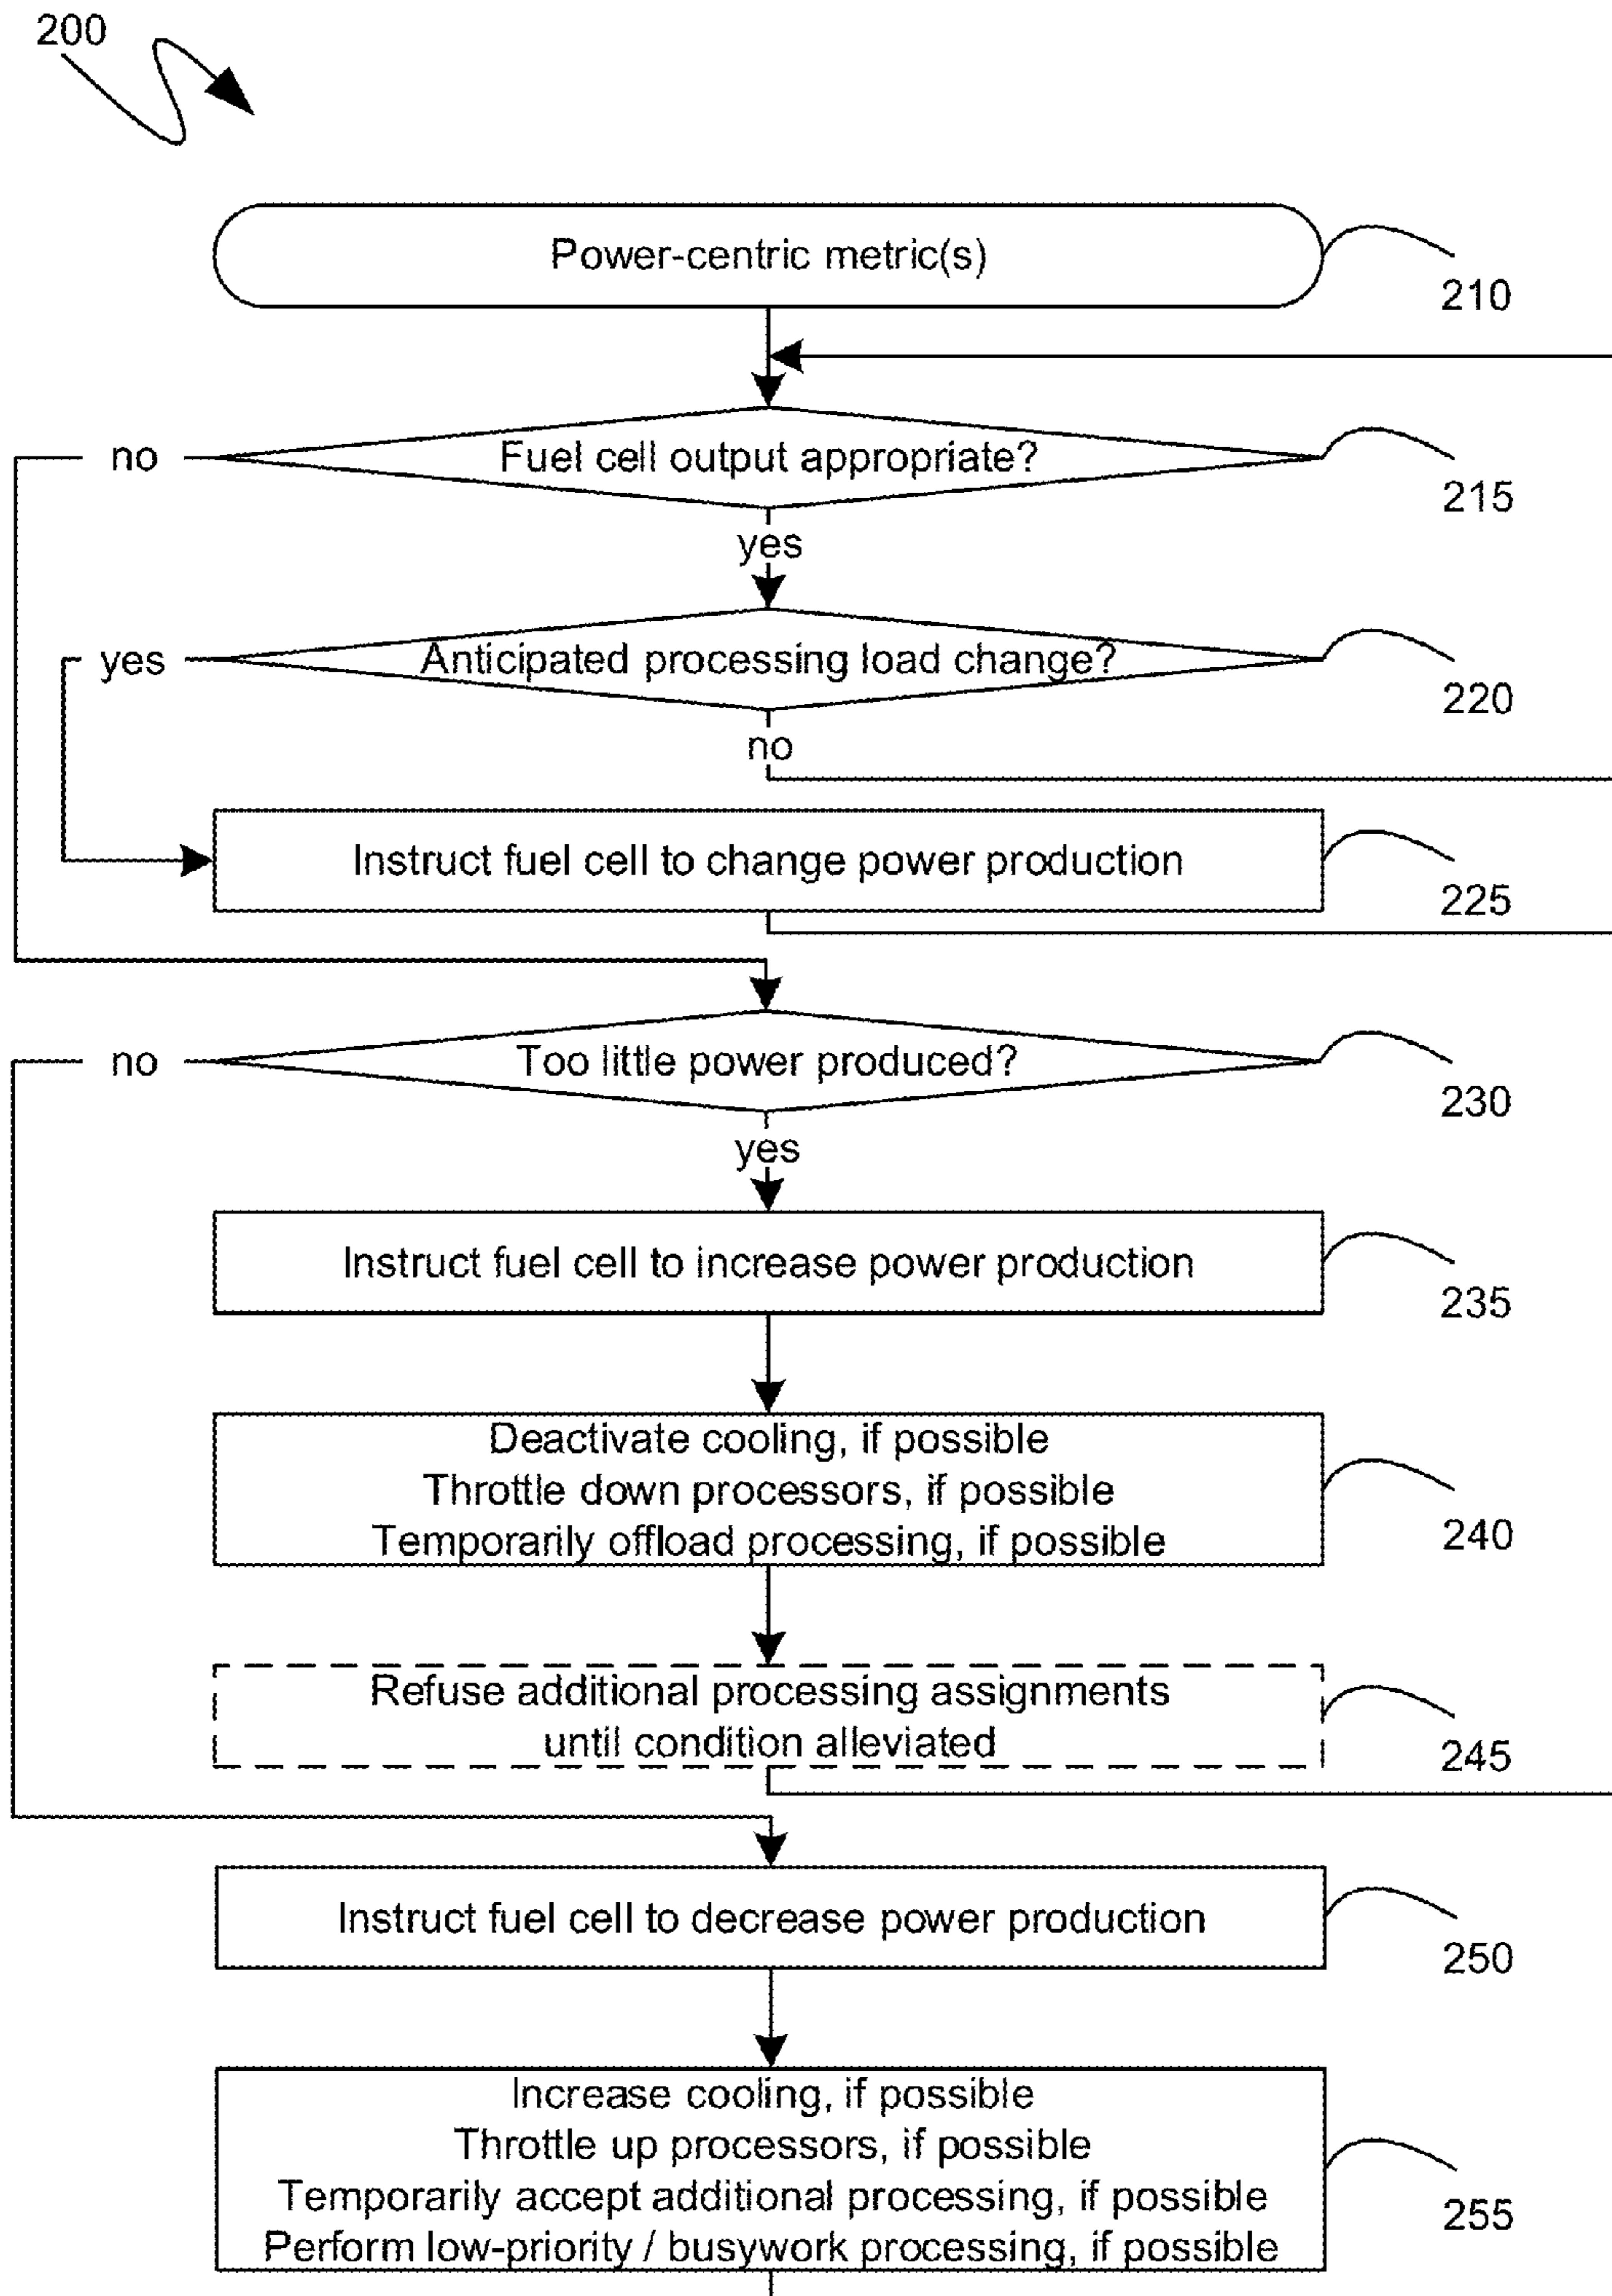 200
Power-centric metric(s)
210
no
Fuel cell output appropriate?
215
yes
yes
Anticipated processing load change?
220
no
Instruct fuel cell to change power production
225
no
Too little power produced?
230
yes
Instruct fuel cell to increase power production
235
Deactivate cooling, if possible
Throttle down processors, if possible
Temporarily offload processing, if possible
240
Refuse additional processing assignments
until condition alleviated
245
Instruct fuel cell to decrease power production
250
Increase cooling, if possible
Throttle up processors, if possible
Temporarily accept additional processing, if possible
Perform low-priority / busywork processing, if possible
255